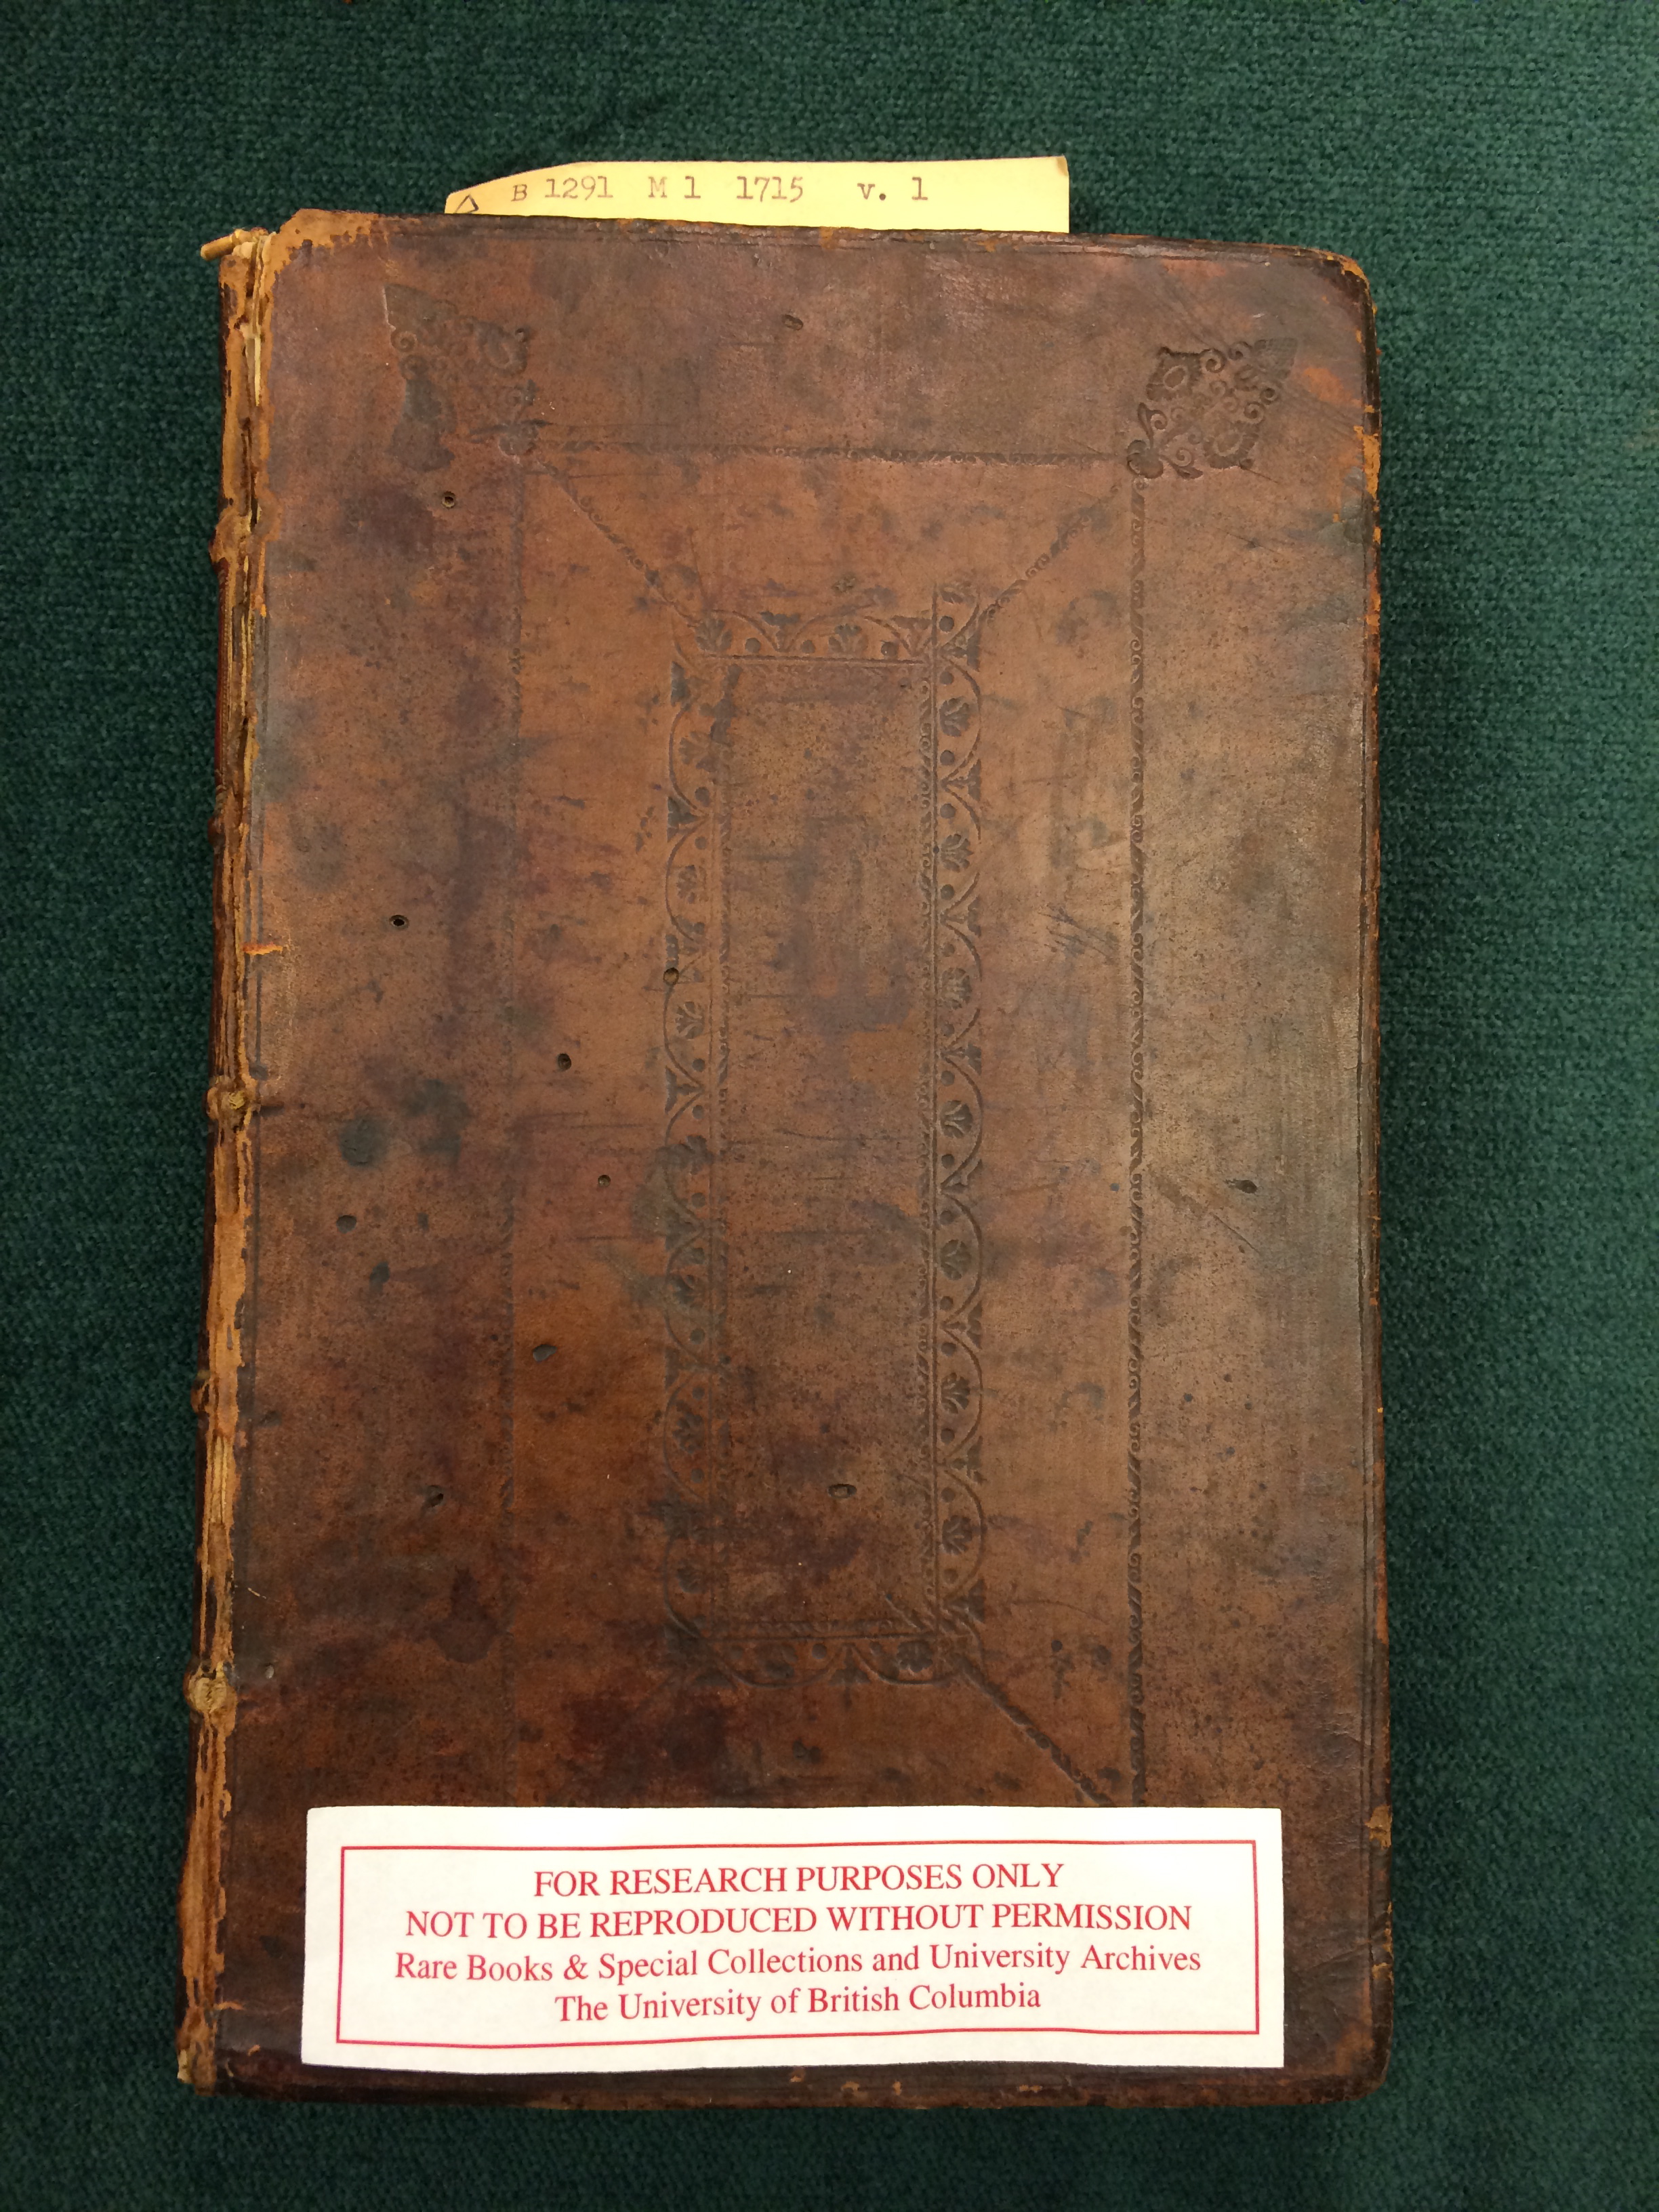 B 1291 M 1 1715 v. 1
FOR RESEARCH PURPOSES ONLY
NOT TO BE REPRODUCED WITHOUT PERMISSION
Rare Books & Special Collections and University Archives
The University of British Columbia